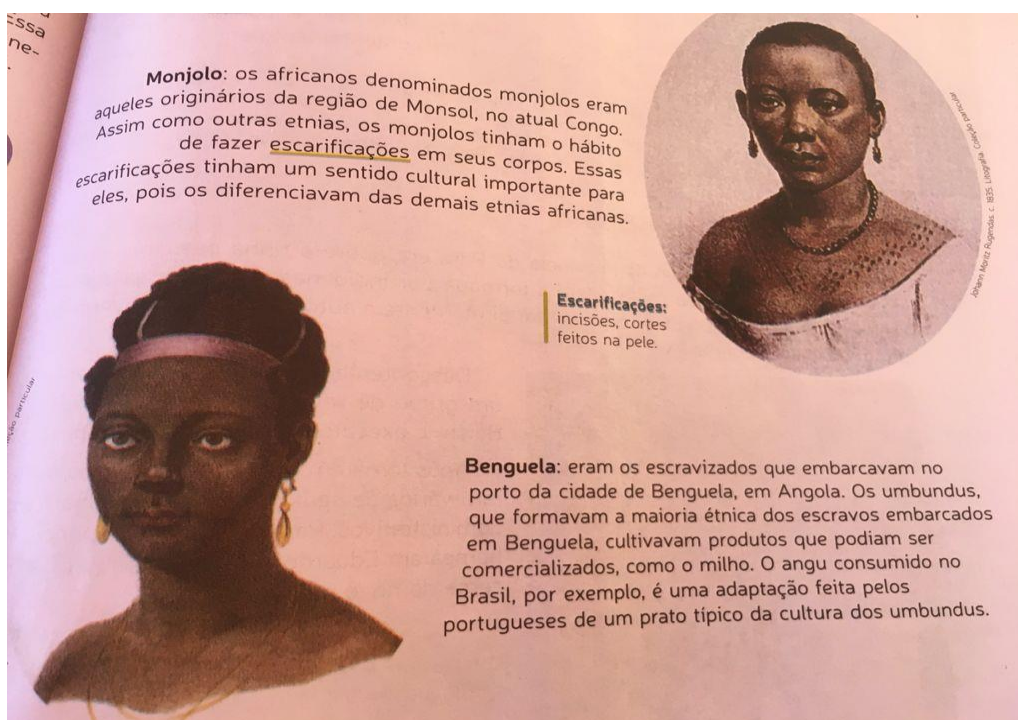 Essa
ne-
Monjolo: os africanos denominados monjolos eram
aqueles originários da região de Monsol, no atual Congo.
Assim como outras etnias, os monjolos tinham o hábito
de fazer escarificações em seus corpos. Essas
escarificações tinham um sentido cultural importante para
eles, pois os diferenciavam das demais etnias africanas.
Johann Moritz Rugendas. c. 1835. Litografia. Coleção particular
Escarificações:
incisões, cortes
feitos na pele.
particular
Benguela: eram os escravizados que embarcavam no
porto da cidade de Benguela, em Angola. Os umbundus,
que formavam a maioria étnica dos escravos embarcados
em Benguela, cultivavam produtos que podiam ser
comercializados, como o milho. O angu consumido no
Brasil, por exemplo, é uma adaptação feita pelos
portugueses de um prato típico da cultura dos umbundus.